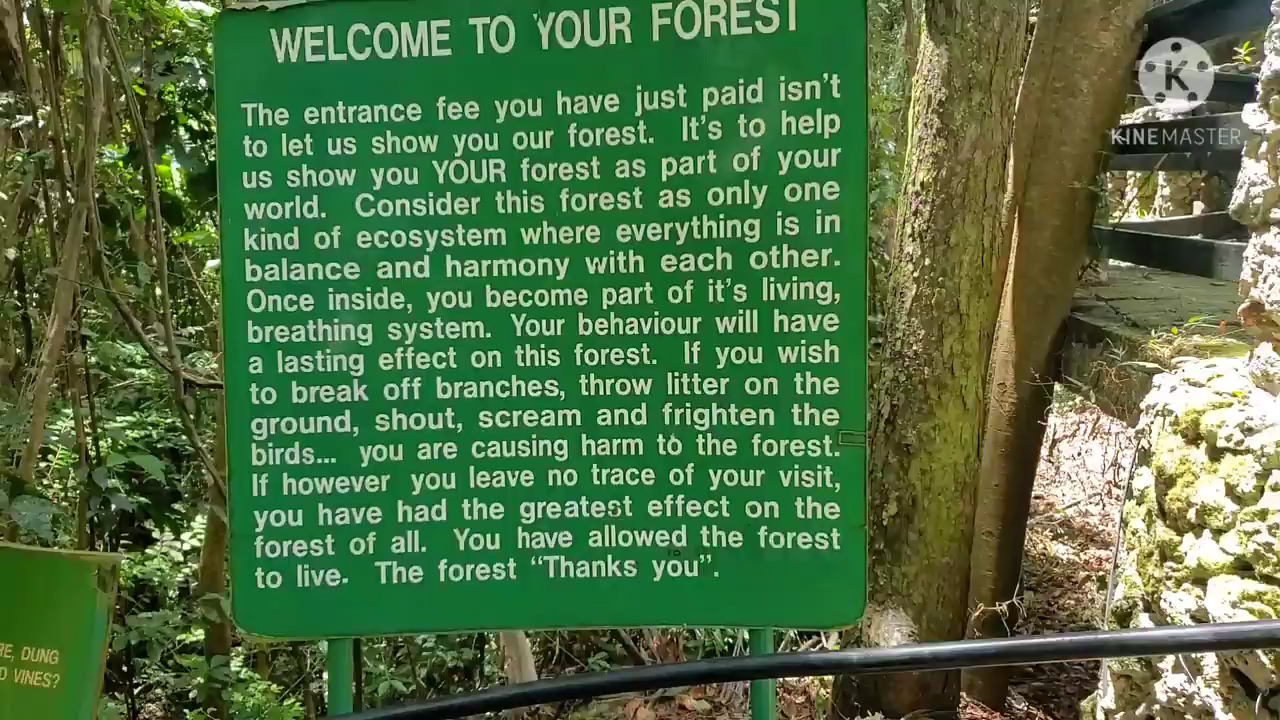 WELCOME TO YOUR FOREST
The entrance fee you have just paid isn't
to let us show you our forest. It's to help
us show you YOUR forest as part of your
world. Consider this forest as only one
kind of ecosystem where everything is in
balance and harmony with each other.
Once inside, you become part of it's living,
breathing system. Your behaviour will have
a lasting effect on this forest. If you wish
to break off branches, throw litter on the
ground, shout, scream and frighten the
birds... you are causing harm to the forest.
If however you leave no trace of your visit,
you have had the greatest effect on the
forest of all. You have allowed the forest
to live. The forest “Thanks you”.
K
KINEMASTER
DUNG
VINES?